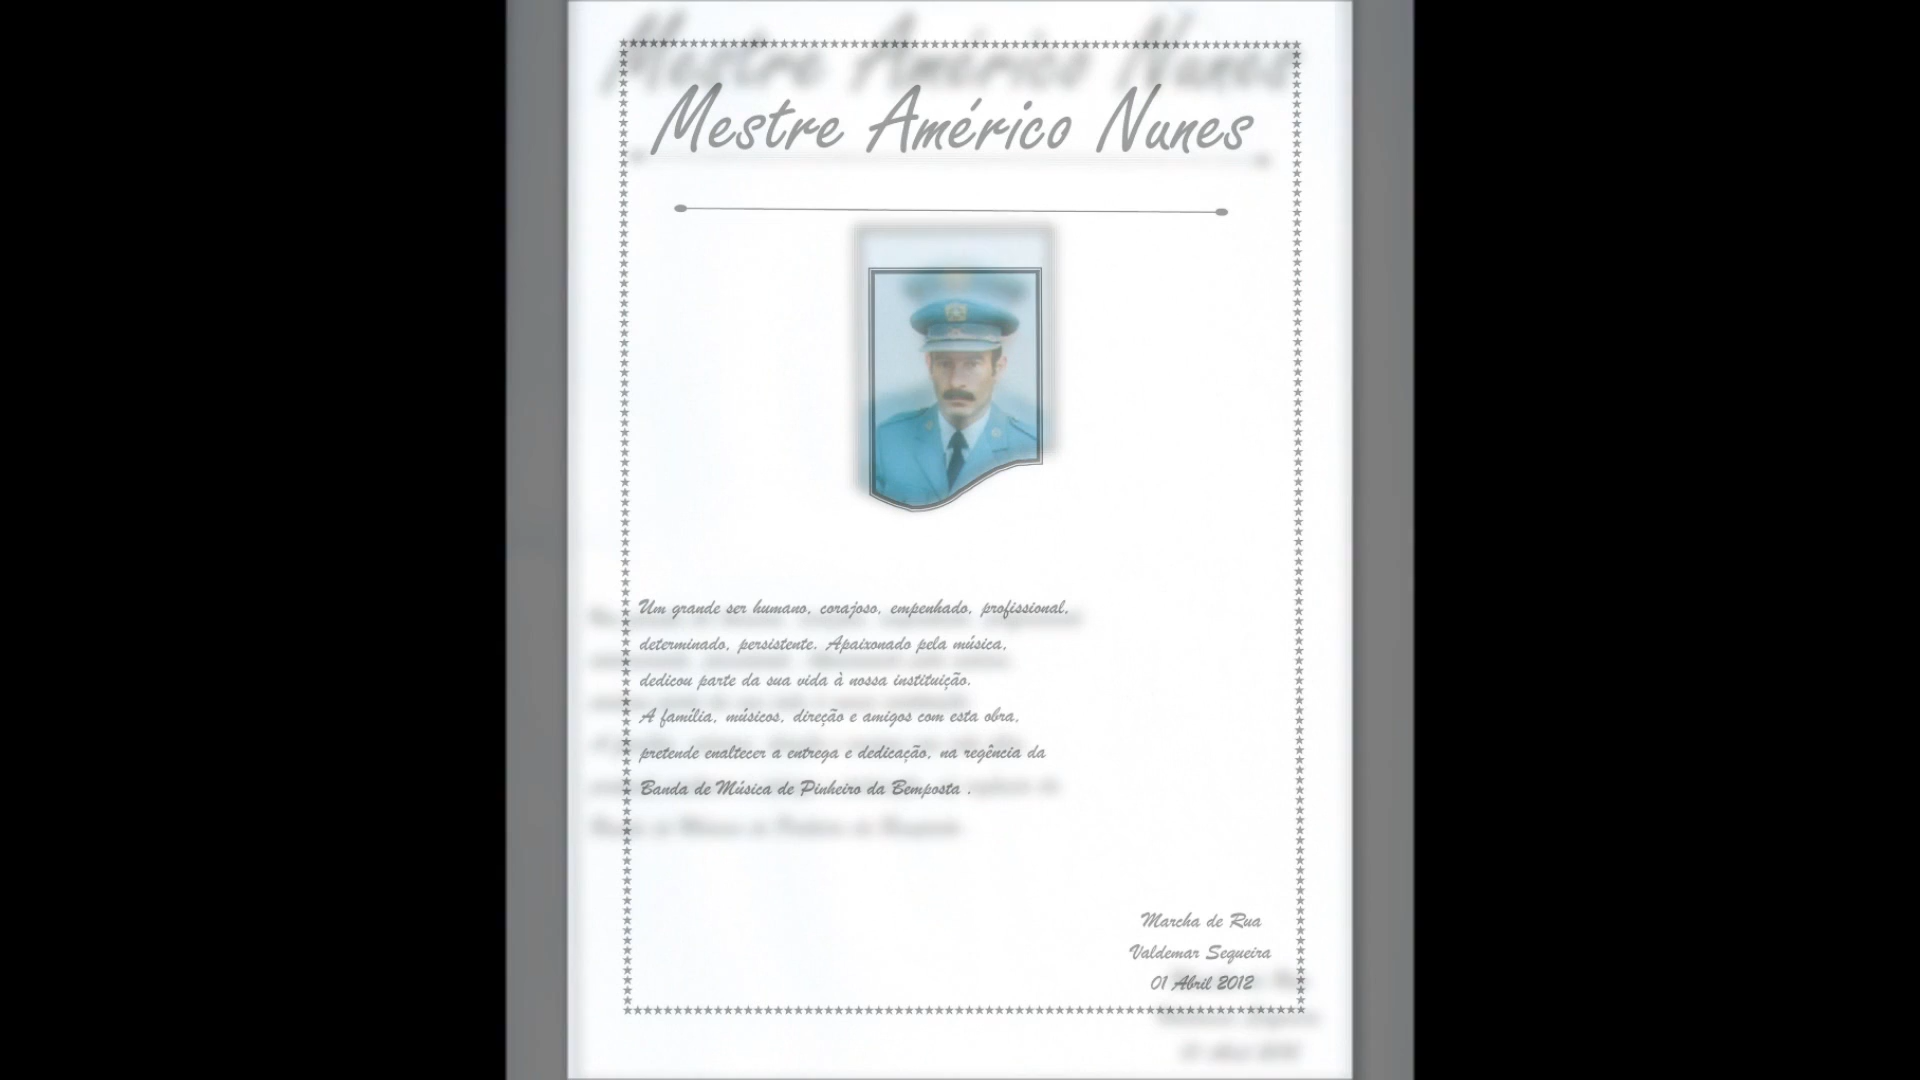 Mestre Américo Nunes
Um grande ser humano, corajoso, empenhado, profissional,
determinado, persistente. Apaixonado pela música,
dedicou parte da sua vida à nossa instituição.
A família, músicos, direção e amigos com esta obra,
pretende enaltecer a entrega e dedicação, na regência da
Banda de Música de Pinheiro da Bemposta .
Marcha de Rua
Valdemar Sequeira
01 Abril 2012